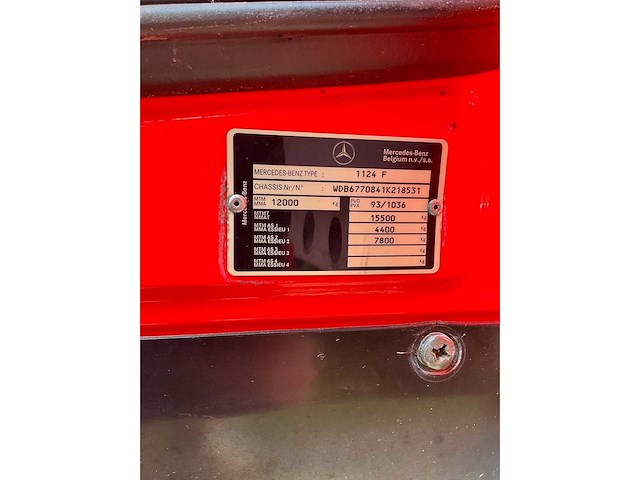 Mercedes-Benz
Belgium n.v./s.a.
MERCEDES-BENZ TYPE : 1124 F
CHASSIS Nr/N° : WDB6770841K218531
MTM
MMA 12000 kg PVG
PVA 93/1036
MTMT
MMAT 15500 kg
MTM AS 1
MMA ESSIEU 1 4400 kg
MTM AS 2
MMA ESSIEU 2 7800 kg
MTM AS 3
MMA ESSIEU 3 kg
MTM AS 4
MMA ESSIEU 4 kg
Mercedes-Benz